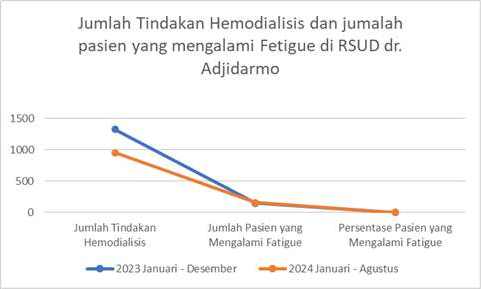 Jumlah Tindakan Hemodialisis dan jumalah
pasien yang mengalami Fetigue di RSUD dr.
Adjidarmo
1500
1000
500
0
Jumlah Tindakan Hemodialisis
Jumlah Pasien yang Mengalami Fatigue
Persentase Pasien yang Mengalami Fatigue
2023 Januari - Desember
2024 Januari - Agustus